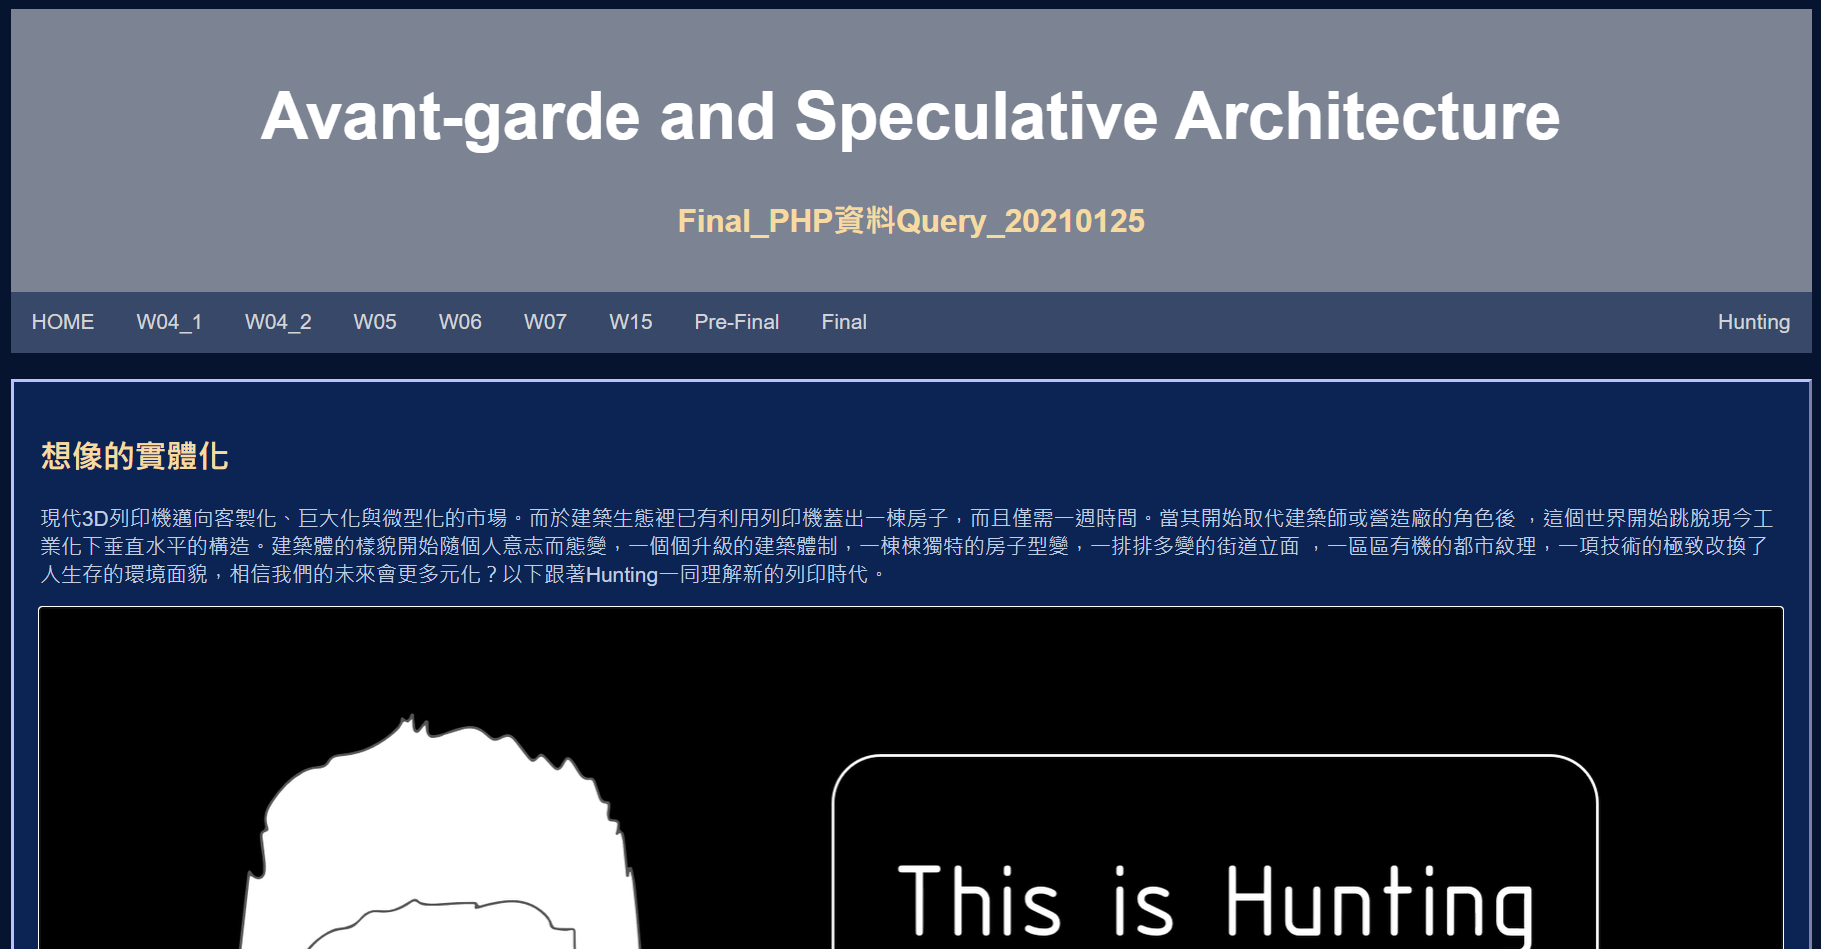 Avant-garde and Speculative Architecture
Final_PHP資料Query_20210125
HOME W04_1 W04_2 W05 W06 W07 W15 Pre-Final Final Hunting
想像的實體化
現代3D列印機邁向客製化、巨大化與微型化的市場。而於建築生態裡已有利用列印機蓋出一棟房子，而且僅需一週時間。當其開始取代建築師或營造廠的角色後 ，這個世界開始跳脫現今工
業化下垂直水平的構造。建築體的樣貌開始隨個人意志而態變，一個個升級的建築體制，一棟棟獨特的房子型變，一排排多變的街道立面 ，一區區有機的都市紋理，一項技術的極致改換了
人生存的環境面貌，相信我們的未來會更多元化？以下跟著Hunting一同理解新的列印時代。
This is Hunting